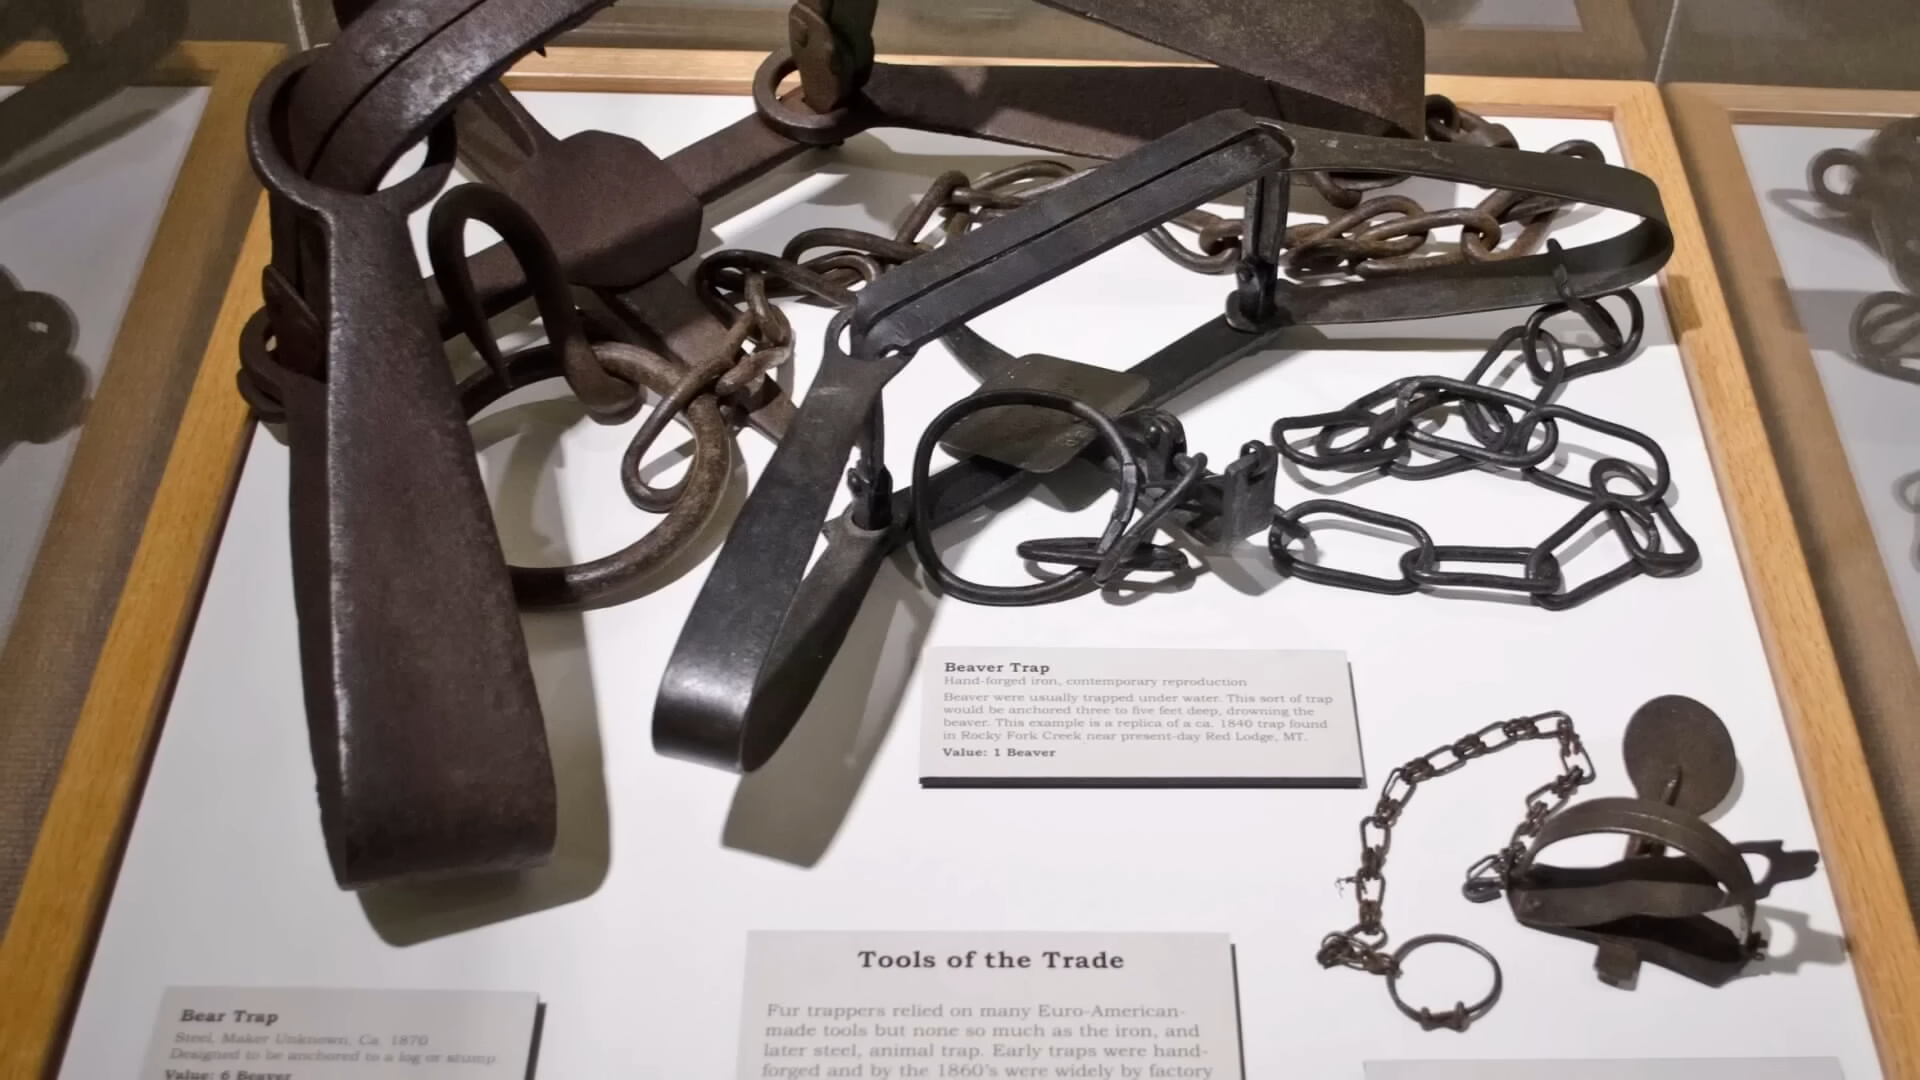 Beaver Trap
Hand-forged iron, contemporary reproduction
Beaver were usually trapped under water. This sort of trap
would be anchored three to five feet deep, drowning the
beaver. This example is a replica of a ca. 1840 trap found
in Rocky Fork Creek near present-day Red Lodge, MT.
Value: 1 Beaver
Tools of the Trade
Fur trappers relied on many Euro-American-
made tools but none so much as the iron, and
later steel, animal trap. Early traps were hand-
forged and by the 1860's were widely by factory
Bear Trap
Steel, Maker Unknown, Ca. 1870
Designed to be anchored to a log or stump
Value: 6 Beaver